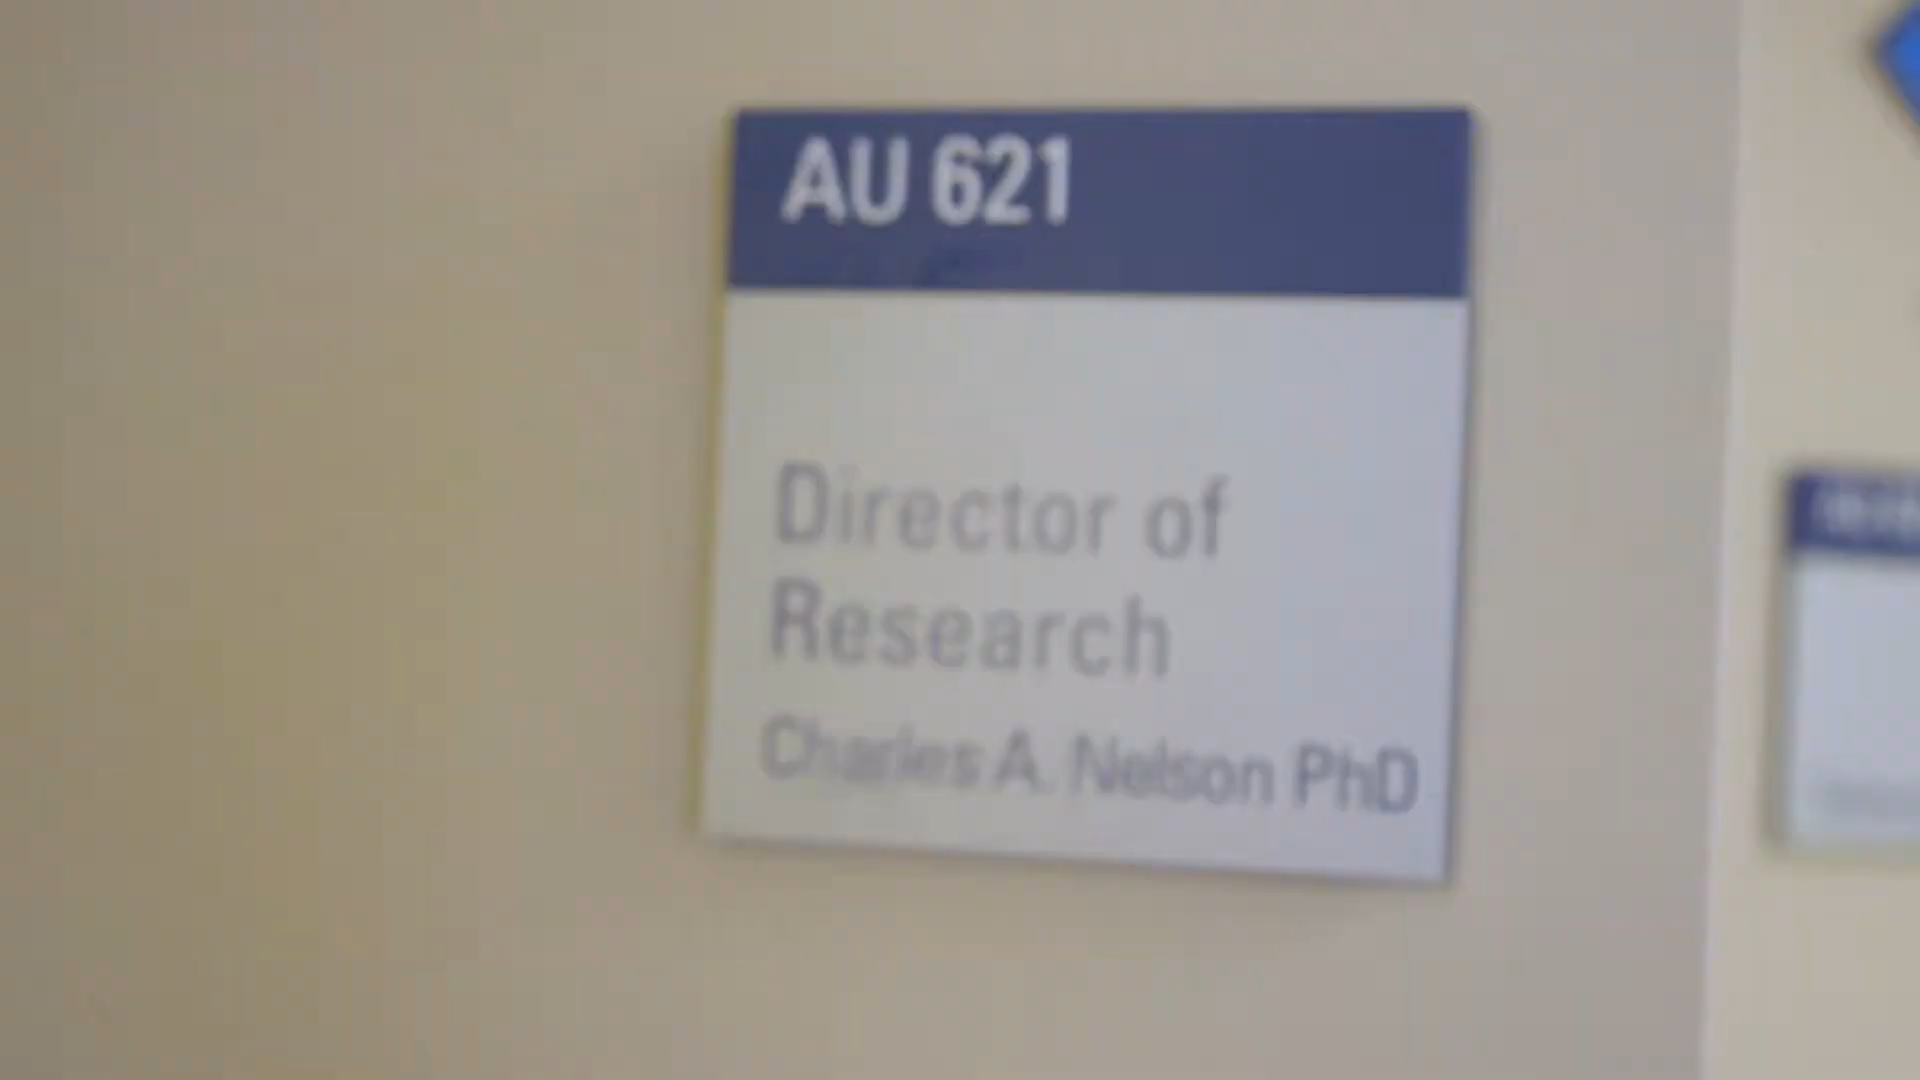 AU 621
Director of
Research
Charles A. Nelson PhD